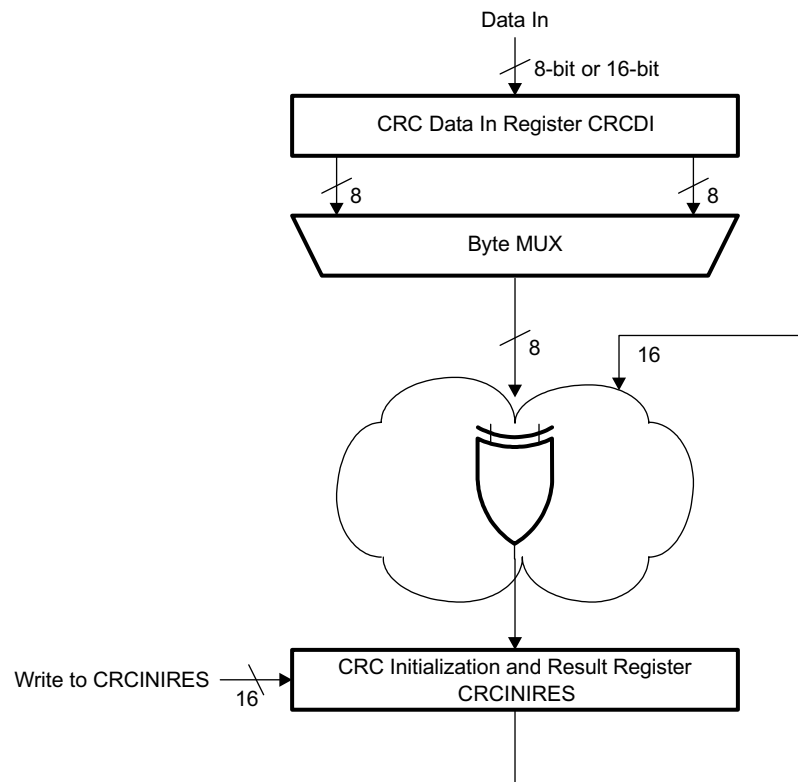 Data In
8-bit or 16-bit
CRC Data In Register CRCDI
8
8
Byte MUX
8
16
CRC Initialization and Result Register
CRCINIRES
Write to CRCINIRES
16